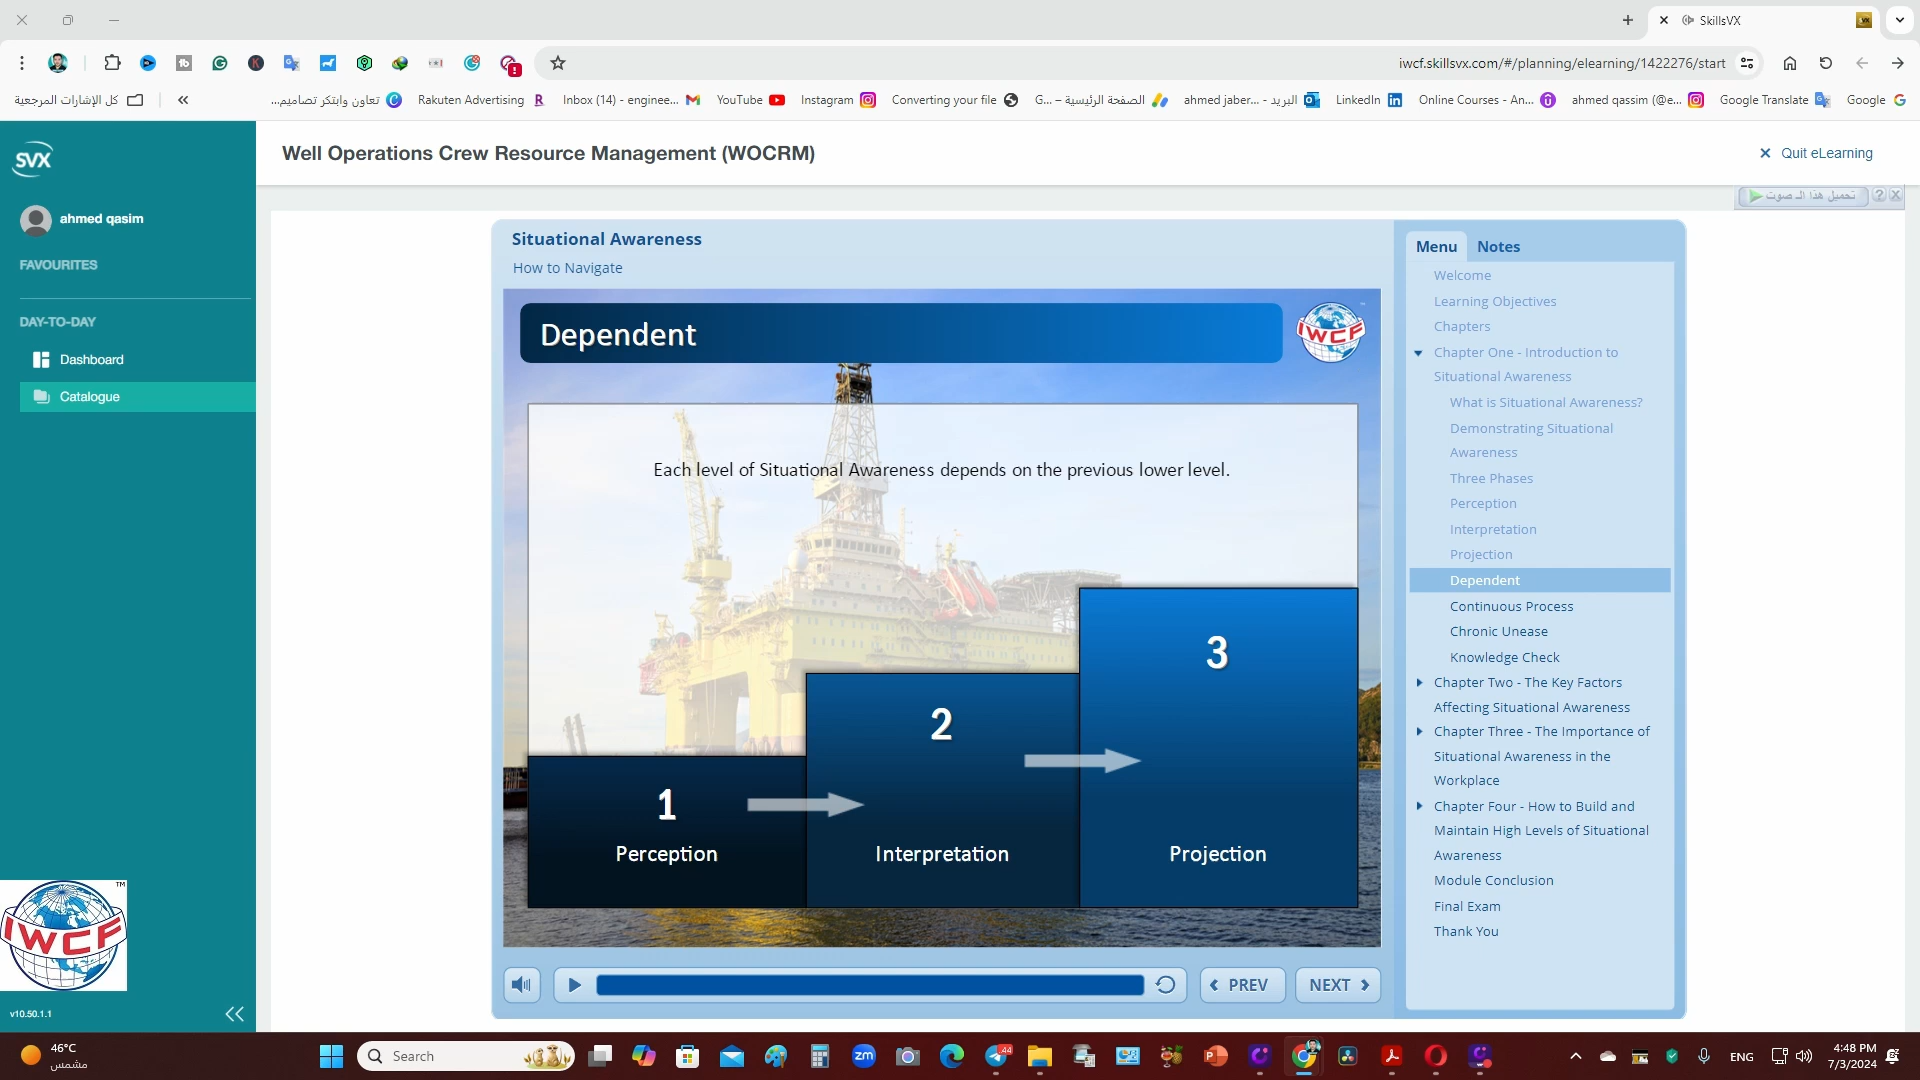 SkillsVX
iwcf.skillsvx.com/#/planning/elearning/1422276/start
كل الإشارات المرجعية
تعاون وابتكر تصاميم...
Rakuten Advertising
Inbox (14) - enginee...
YouTube
Instagram
Converting your file
G... – الصفحة الرئيسية
ahmed jaber... - البريد
LinkedIn
Online Courses - An...
ahmed qassim (@e...
Google Translate
Google
SVX
Well Operations Crew Resource Management (WOCRM)
Quit eLearning
تحميل هذا الـ صوت
ahmed qasim
FAVOURITES
DAY-TO-DAY
Dashboard
Catalogue
Situational Awareness
How to Navigate
Dependent
IWCF
Each level of Situational Awareness depends on the previous lower level.
1
Perception
2
Interpretation
3
Projection
PREV
NEXT
Menu
Notes
Welcome
Learning Objectives
Chapters
Chapter One - Introduction to
Situational Awareness
What is Situational Awareness?
Demonstrating Situational
Awareness
Three Phases
Perception
Interpretation
Projection
Dependent
Continuous Process
Chronic Unease
Knowledge Check
Chapter Two - The Key Factors
Affecting Situational Awareness
Chapter Three - The Importance of
Situational Awareness in the
Workplace
Chapter Four - How to Build and
Maintain High Levels of Situational
Awareness
Module Conclusion
Final Exam
Thank You
IWCF
TM
v10.50.1.1
46°C
مشمس
Search
zm
44
ENG
4:48 PM
7/3/2024